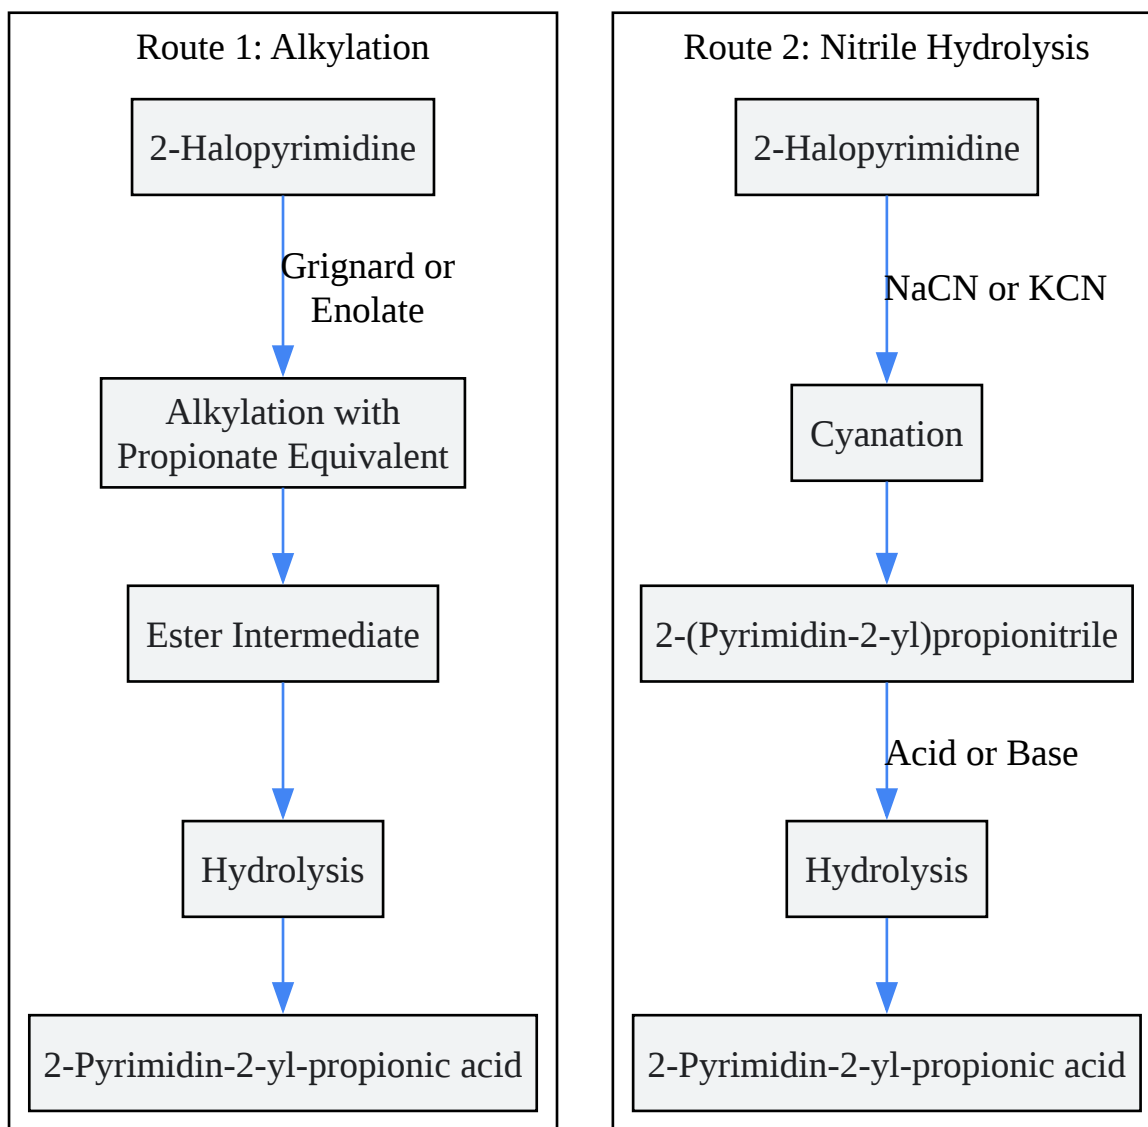 Route 1: Alkylation
2-Halopyrimidine
Grignard or
Enolate
Alkylation with
Propionate Equivalent
Ester Intermediate
Hydrolysis
2-Pyrimidin-2-yl-propionic acid
Route 2: Nitrile Hydrolysis
2-Halopyrimidine
NaCN or KCN
Cyanation
2-(Pyrimidin-2-yl)propionitrile
Acid or Base
Hydrolysis
2-Pyrimidin-2-yl-propionic acid